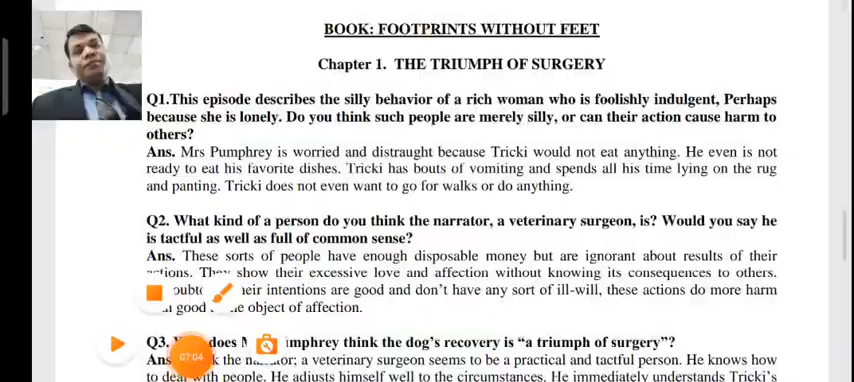 BOOK: FOOTPRINTS WITHOUT FEET
Chapter 1. THE TRIUMPH OF SURGERY
Q1.This episode describes the silly behavior of a rich woman who is foolishly indulgent, Perhaps
because she is lonely. Do you think such people are merely silly, or can their action cause harm to
others?
Ans. Mrs Pumphrey is worried and distraught because Tricki would not eat anything. He even is not
ready to eat his favorite dishes. Tricki has bouts of vomiting and spends all his time lying on the rug
and panting. Tricki does not even want to go for walks or do anything.
Q2. What kind of a person do you think the narrator, a veterinary surgeon, is? Would you say he
is tactful as well as full of common sense?
Ans. These sorts of people have enough disposable money but are ignorant about results of their
show their excessive love and affection without knowing its consequences to others.
intentions are good and don't have any sort of ill-will, these actions do more harm
good object of affection.
Q3. does think the dog's recovery is "a triumph of surgery"?
Ans the a veterinary surgeon seems to be a practical and tactful person. He knows
how to deal with people. He adjusts himself well to the circumstances. He immediately understands Tricki's
07:04